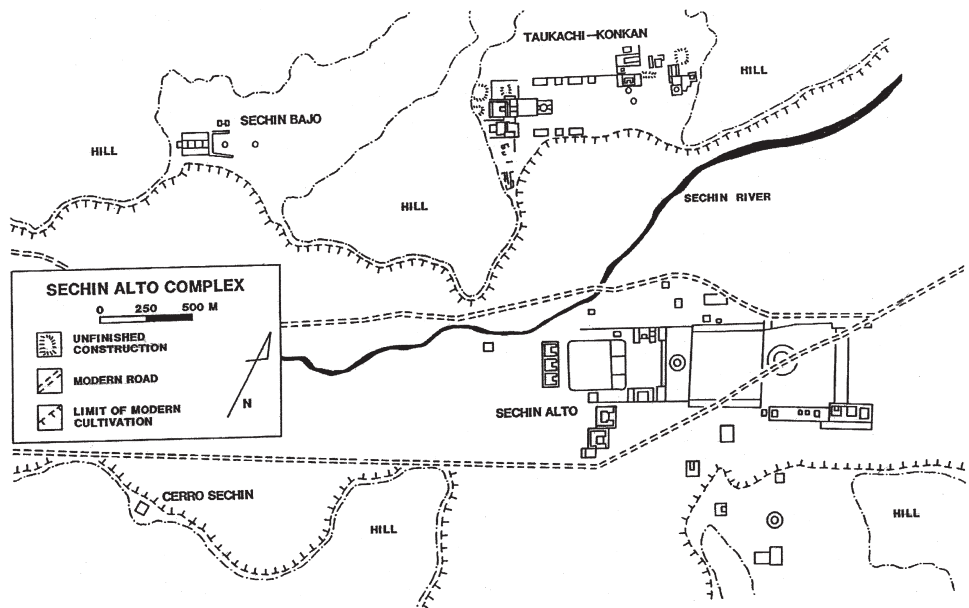 TAUKACHI–KONKAN
HILL
SECHIN BAJO
HILL
HILL
SECHIN RIVER
SECHIN ALTO COMPLEX
0 250 500 M
UNFINISHED
CONSTRUCTION
MODERN ROAD
LIMIT OF MODERN
CULTIVATION
N
SECHIN ALTO
CERRO SECHIN
HILL
HILL